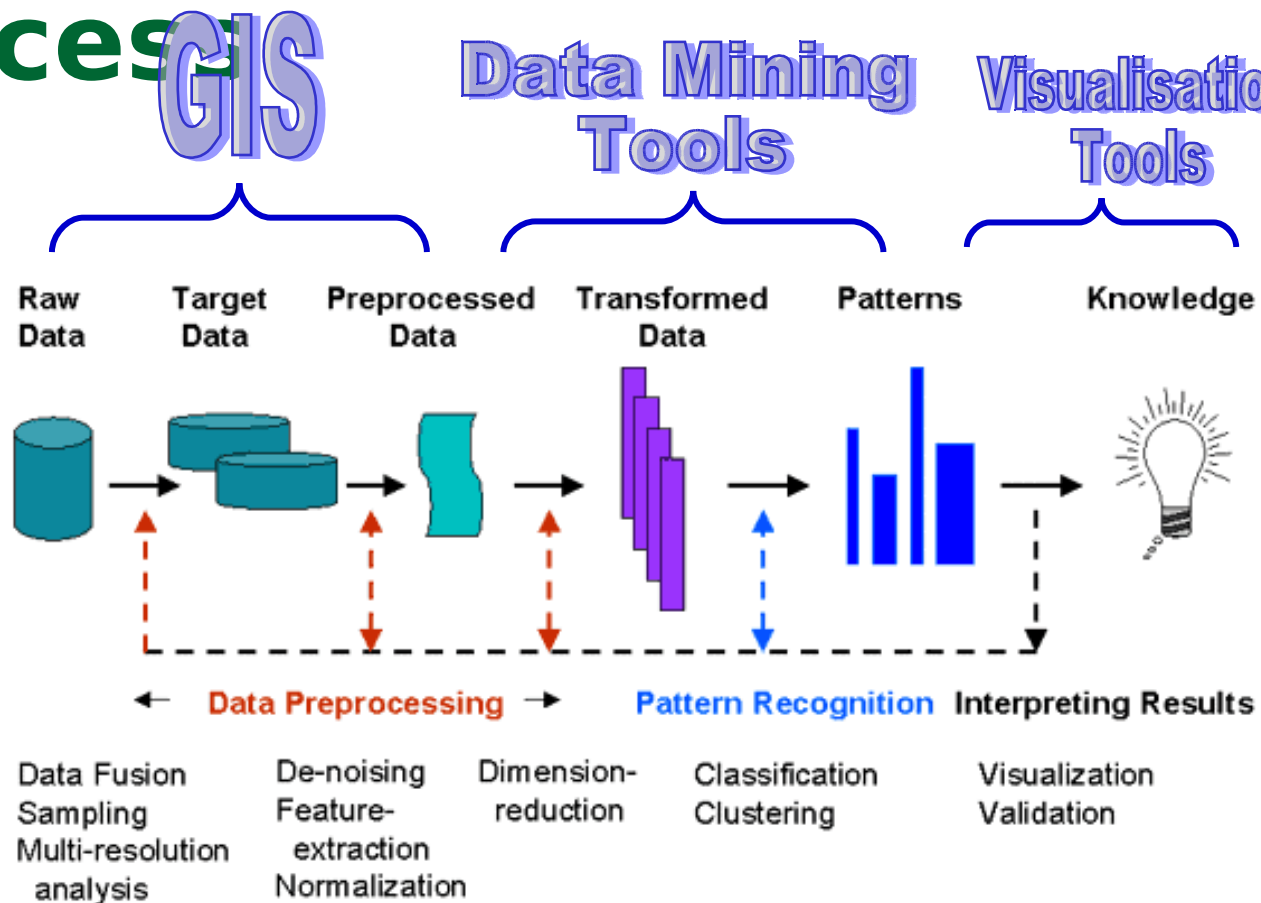 cess
GIS
Data Mining
Tools
Visualisatio
Tools
Raw
Data
Target
Data
Preprocessed
Data
Transformed
Data
Patterns
Knowledge
Data Preprocessing
Pattern Recognition
Interpreting Results
Data Fusion
Sampling
Multi-resolution
analysis
De-noising
Feature-
extraction
Normalization
Dimension-
reduction
Classification
Clustering
Visualization
Validation